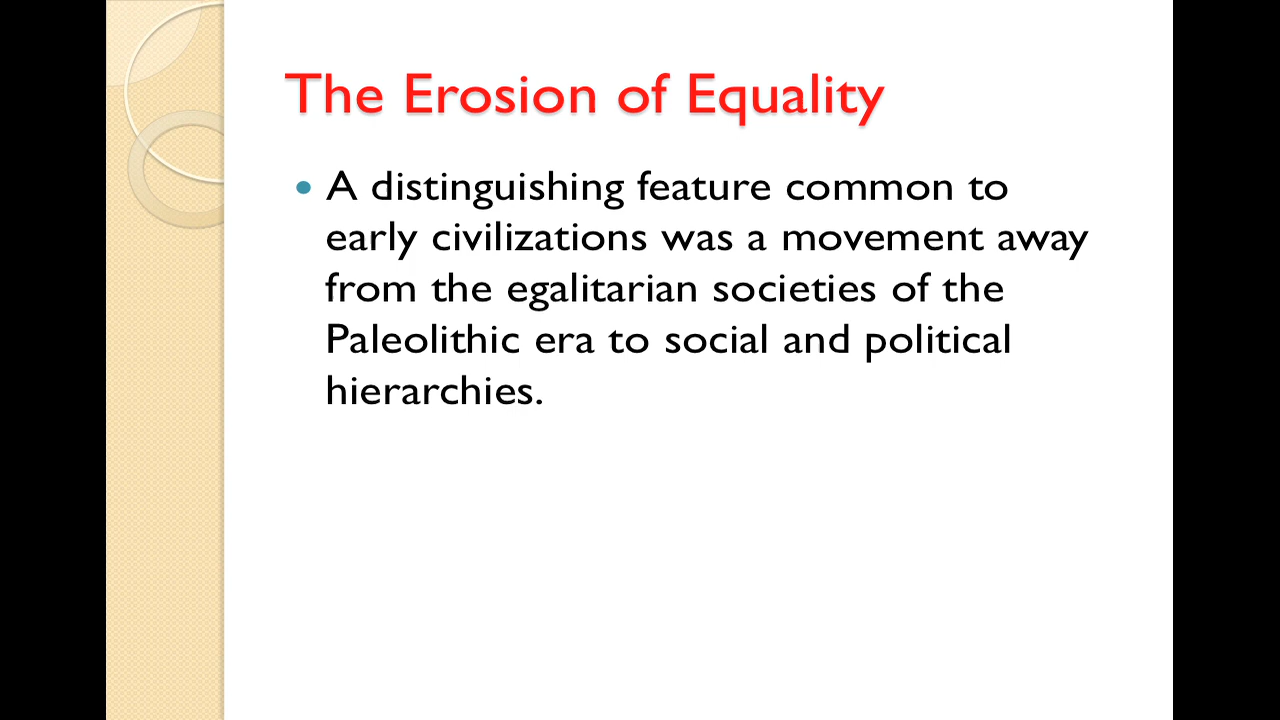 The Erosion of Equality
• A distinguishing feature common to
early civilizations was a movement away
from the egalitarian societies of the
Paleolithic era to social and political
hierarchies.